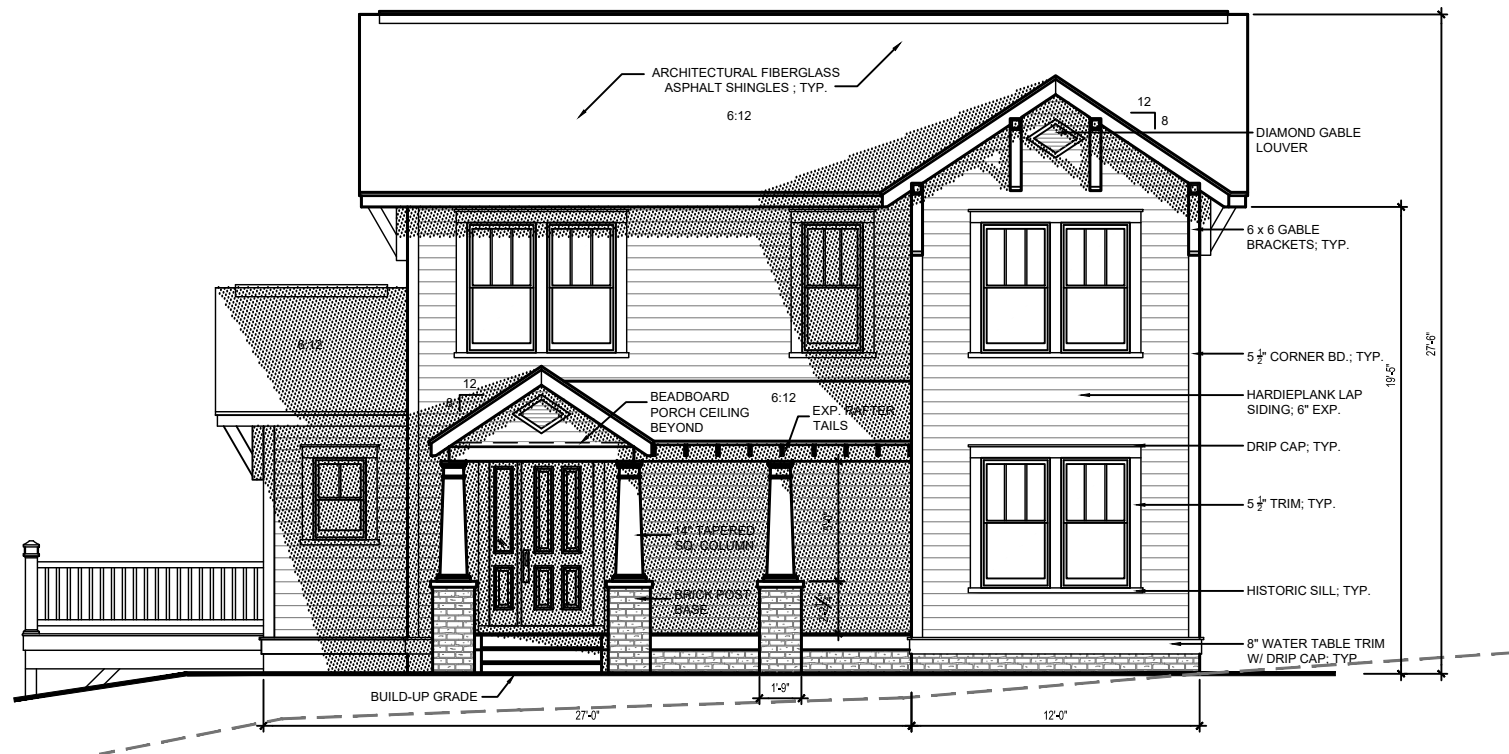 ARCHITECTURAL FIBERGLASS
ASPHALT SHINGLES ; TYP.
6:12
12
8
DIAMOND GABLE
LOUVER
6 x 6 GABLE
BRACKETS; TYP.
27'-6"
6:12
5 ½" CORNER BD.; TYP.
19'-5"
12
8
BEADBOARD
PORCH CEILING
BEYOND
6:12
EXP. RAFTER
TAILS
HARDIEPLANK LAP
SIDING; 6" EXP.
DRIP CAP; TYP.
5 ½" TRIM; TYP.
14" TAPERED
SQ. COLUMN
BRICK POST
BASE
HISTORIC SILL; TYP.
8" WATER TABLE TRIM
W/ DRIP CAP; TYP
BUILD-UP GRADE
1'-9"
27'-0"
12'-0"